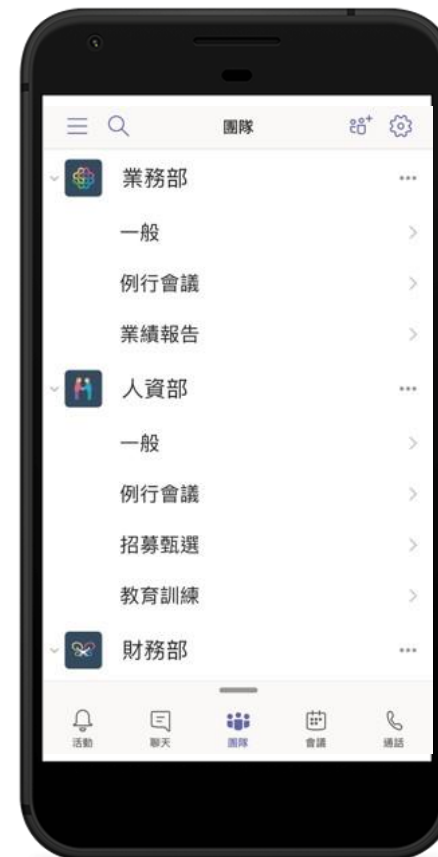 團隊
業務部
一般
例行會議
業績報告
人資部
一般
例行會議
招募甄選
教育訓練
財務部
活動 聊天 團隊 會議 通話